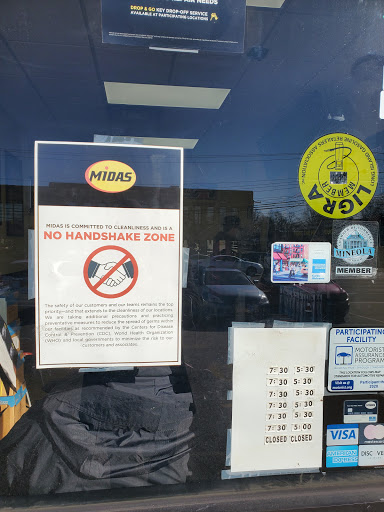 DROP & GO KEY DROP-OFF SERVICE
AVAILABLE AT PARTICIPATING LOCATIONS
MIDAS
MIDAS IS COMMITTED TO CLEANLINESS AND IS A
NO HANDSHAKE ZONE
The safety of our customers and our teams remains the top
priority—and that extends to the cleanliness of our locations.
We are taking additional precautions and practicing
preventative measures to reduce the spread of germs within
our facilities as recommended by the Centers for Disease
Control & Prevention (CDC), World Health Organization
(WHO) and local governments to minimize the risk to our
customers and associates.
LONG ISLAND GASOLINE RETAILERS ASSOCIATION
MEMBER
LIGRA
MINEOLA
MEMBER
7:30 5:30
7:30 5:30
7:30 5:30
7:30 5:30
7:30 5:30
7:30 5:00
CLOSED CLOSED
PARTICIPATING
FACILITY
MOTORIST
ASSURANCE
PROGRAM
VISA
AMERICAN